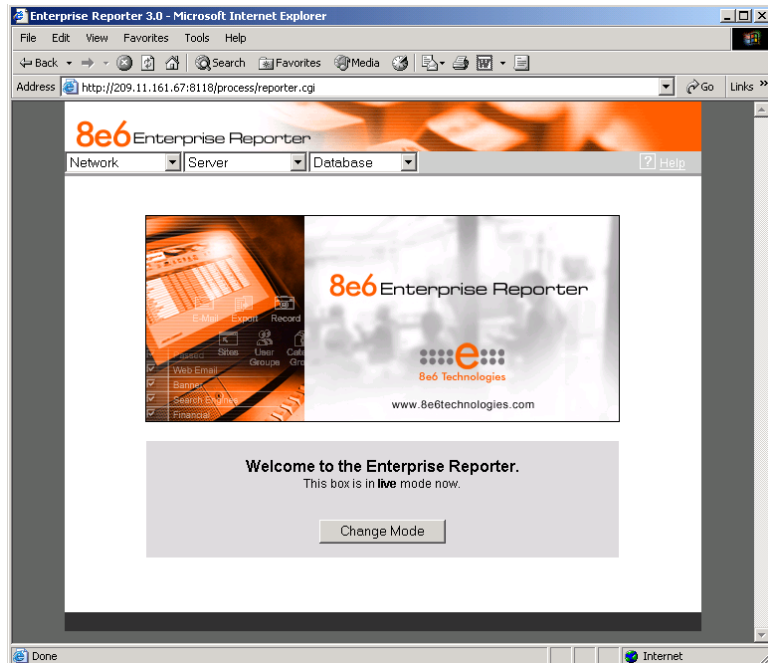 Enterprise Reporter 3.0 - Microsoft Internet Explorer
File Edit View Favorites Tools Help
Back Search Favorites Media
Address http://209.11.161.67:8118/process/reporter.cgi Go Links »
8e6 Enterprise Reporter
Network Server Database ? Help
E-Mail Export Record
Sites User Groups
Passed
Web Email
Banner
Search Engines
Financial
8e6 Enterprise Reporter
e
8e6 Technologies
www.8e6technologies.com
Welcome to the Enterprise Reporter.
This box is in live mode now.
Change Mode
Done Internet